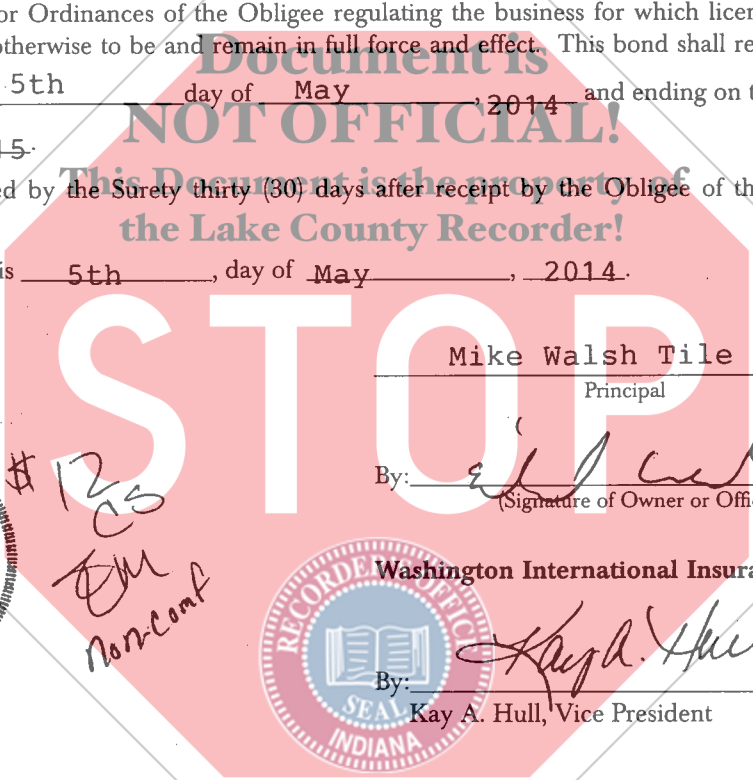 or Ordinances of the Obligee regulating the business for which licen
otherwise to be and remain in full force and effect. This bond shall re
Document is
5th day of May , 2014 and ending on t
NOT OFFICIAL!
5.
This Document is the property of
ed by the Surety thirty (30) days after receipt by the Obligee of th
the Lake County Recorder!
is 5th , day of May , 2014.
STOP
Mike Walsh Tile
Principal
$ 12
CS
EM
non-conf
By:
(Signature of Owner or Offi
Washington International Insura
RECORDER OFFICE
SEAL
INDIANA
By: Kay A. Hull
Kay A. Hull, Vice President